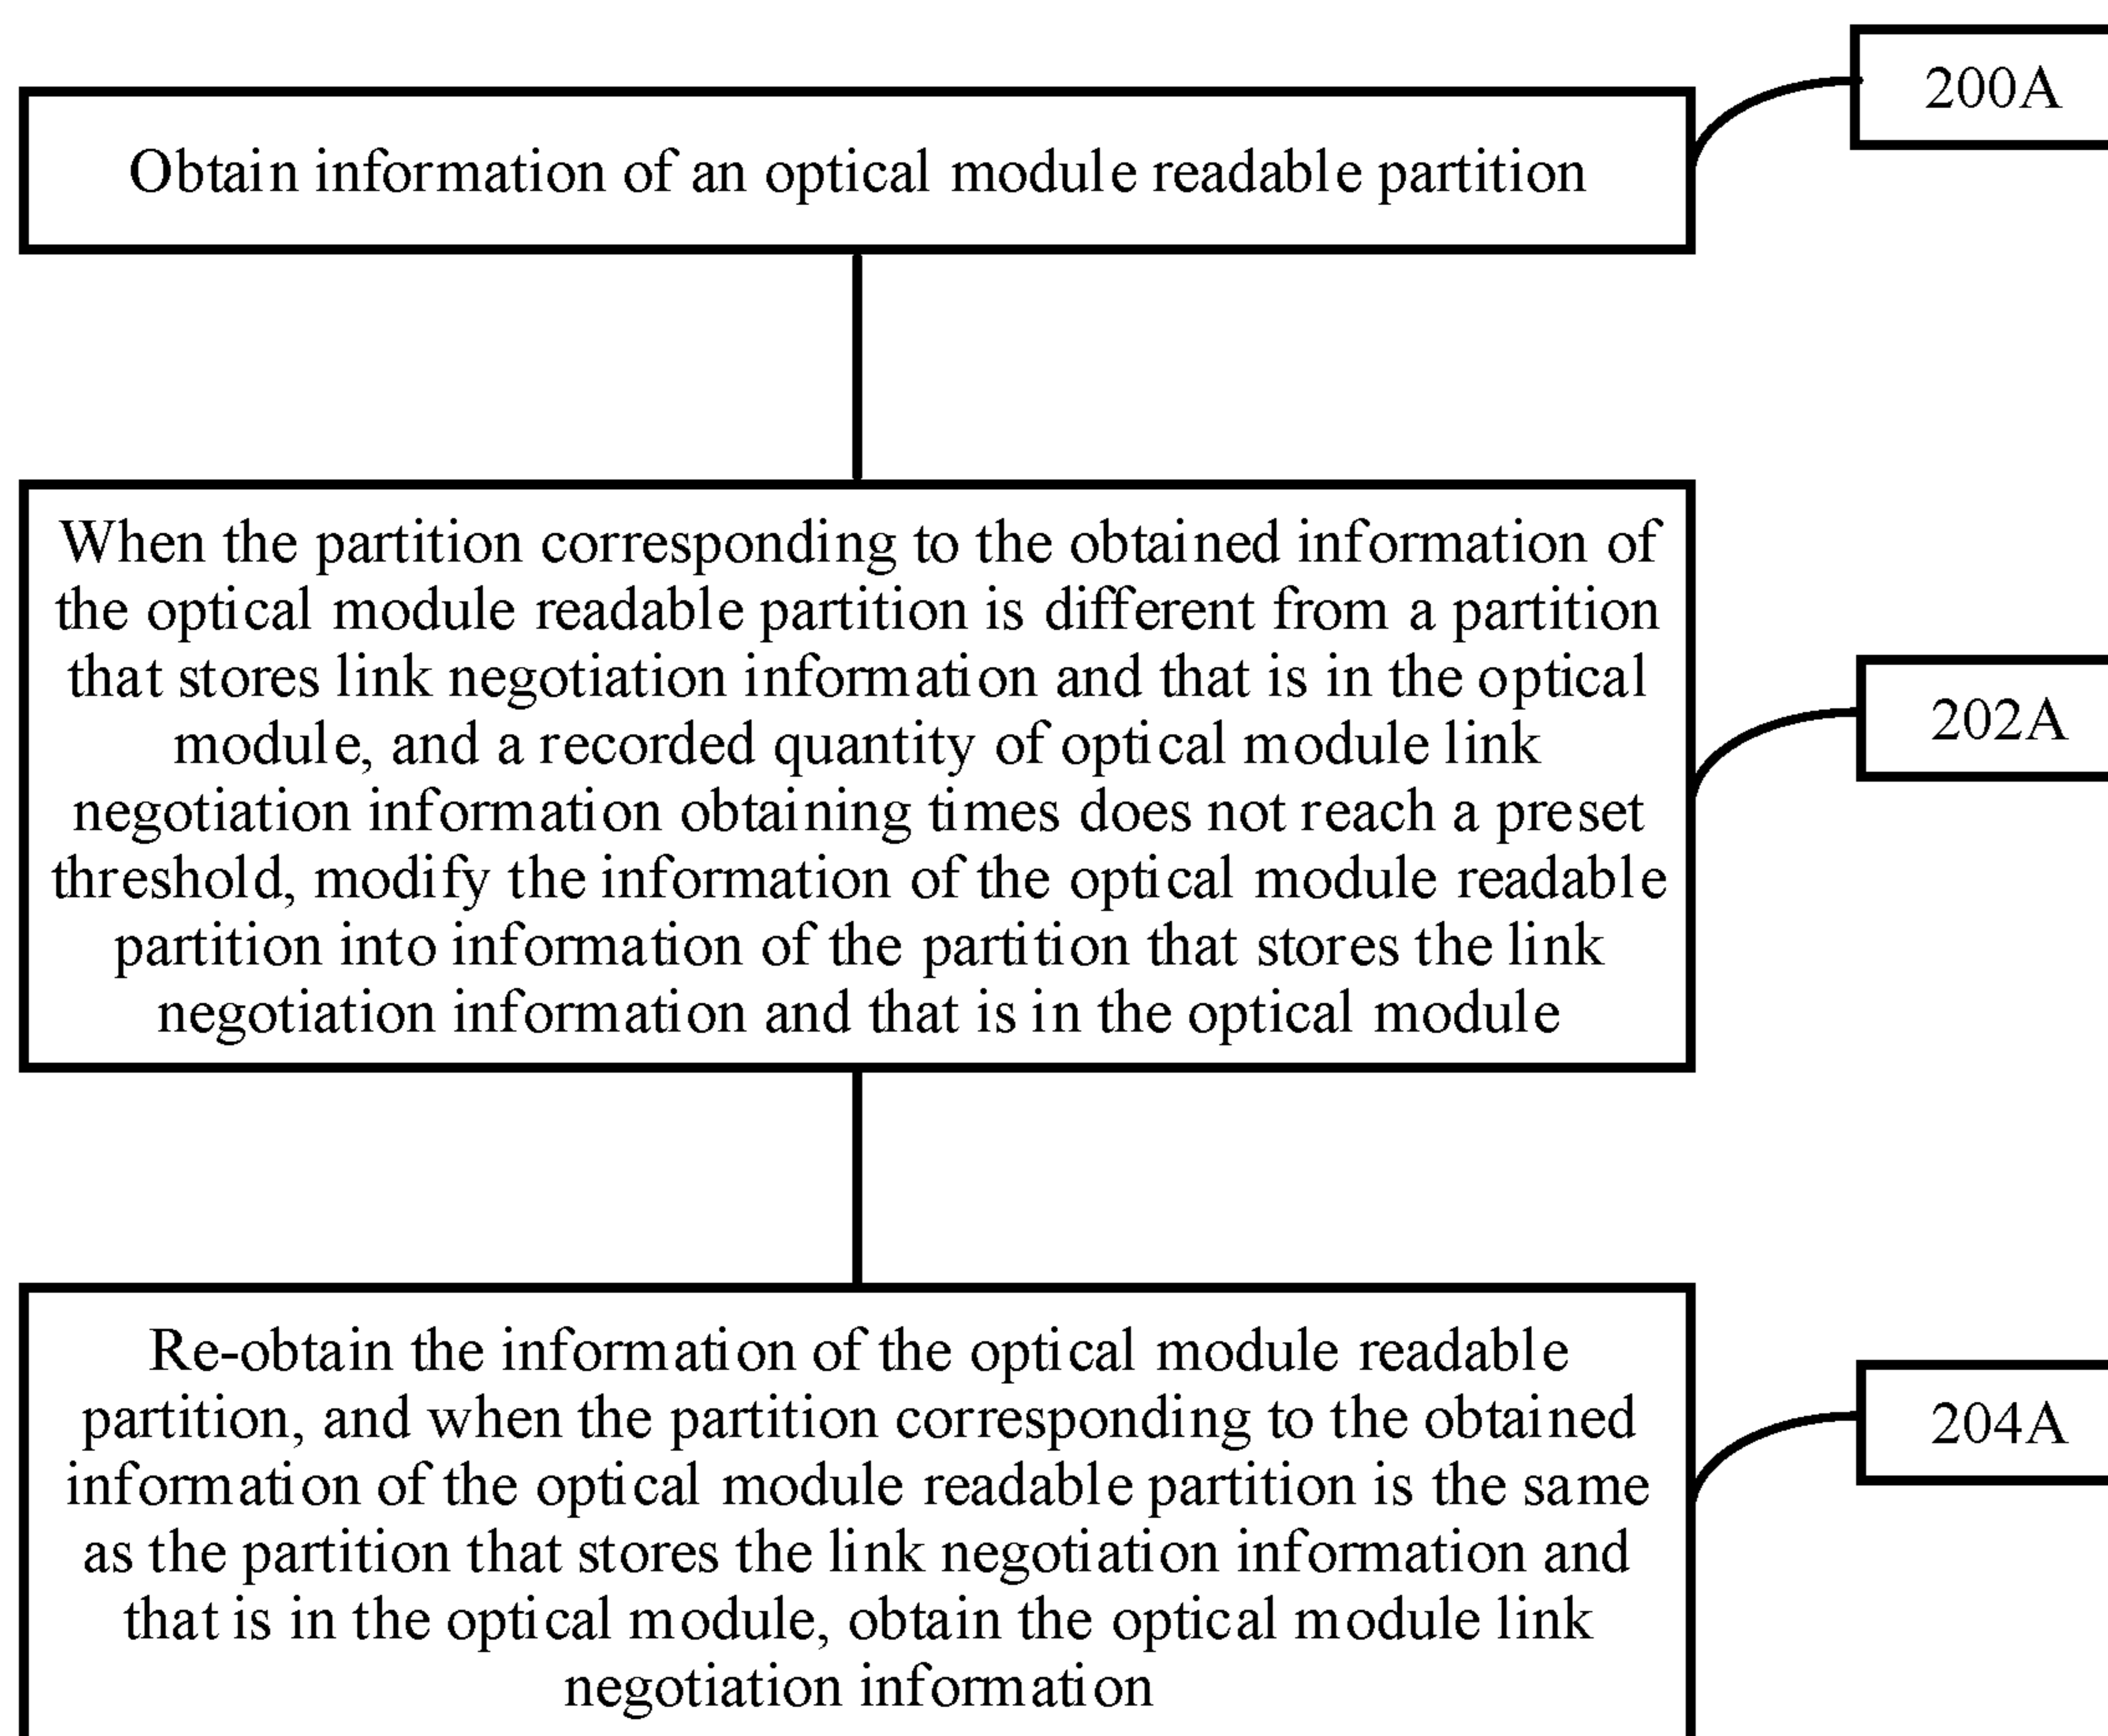 200A
Obtain information of an optical module readable partition
When the partition corresponding to the obtained information of
the optical module readable partition is different from a partition
that stores link negotiation information and that is in the optical
module, and a recorded quantity of optical module link
negotiation information obtaining times does not reach a preset
threshold, modify the information of the optical module readable
partition into information of the partition that stores the link
negotiation information and that is in the optical module
202A
Re-obtain the information of the optical module readable
partition, and when the partition corresponding to the obtained
information of the optical module readable partition is the same
as the partition that stores the link negotiation information and
that is in the optical module, obtain the optical module link
negotiation information
204A